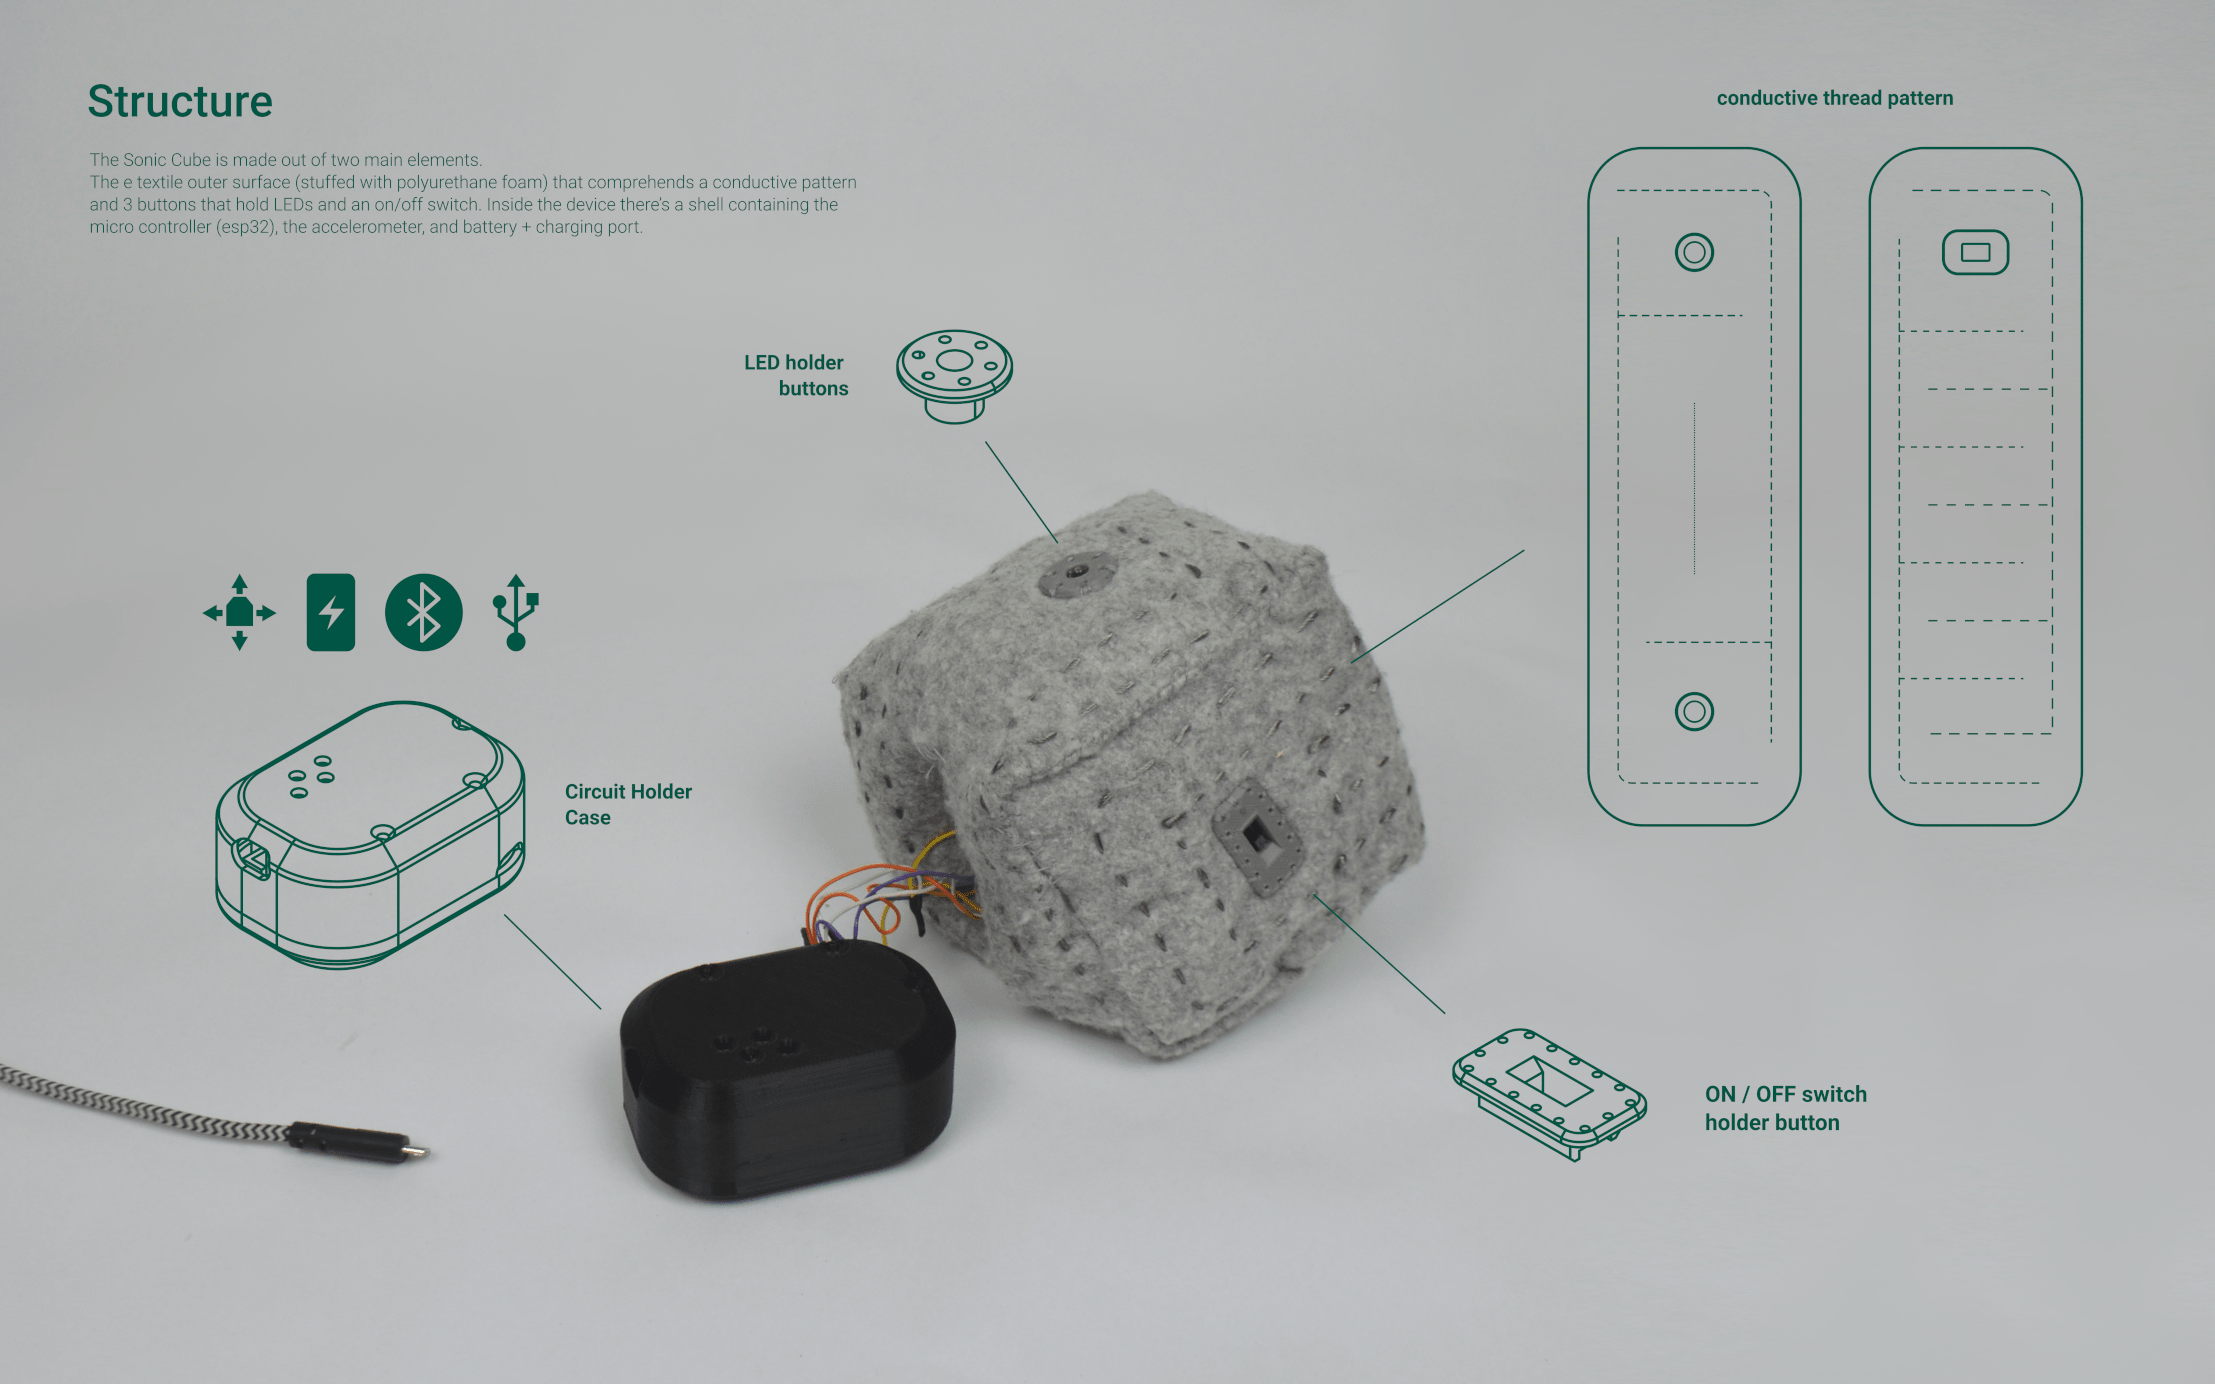 Structure
The Sonic Cube is made out of two main elements.
The e textile outer surface (stuffed with polyurethane foam) that comprehends a conductive pattern
and 3 buttons that hold LEDs and an on/off switch. Inside the device there's a shell containing the
micro controller (esp32), the accelerometer, and battery + charging port.
conductive thread pattern
LED holder
buttons
Circuit Holder
Case
ON / OFF switch
holder button